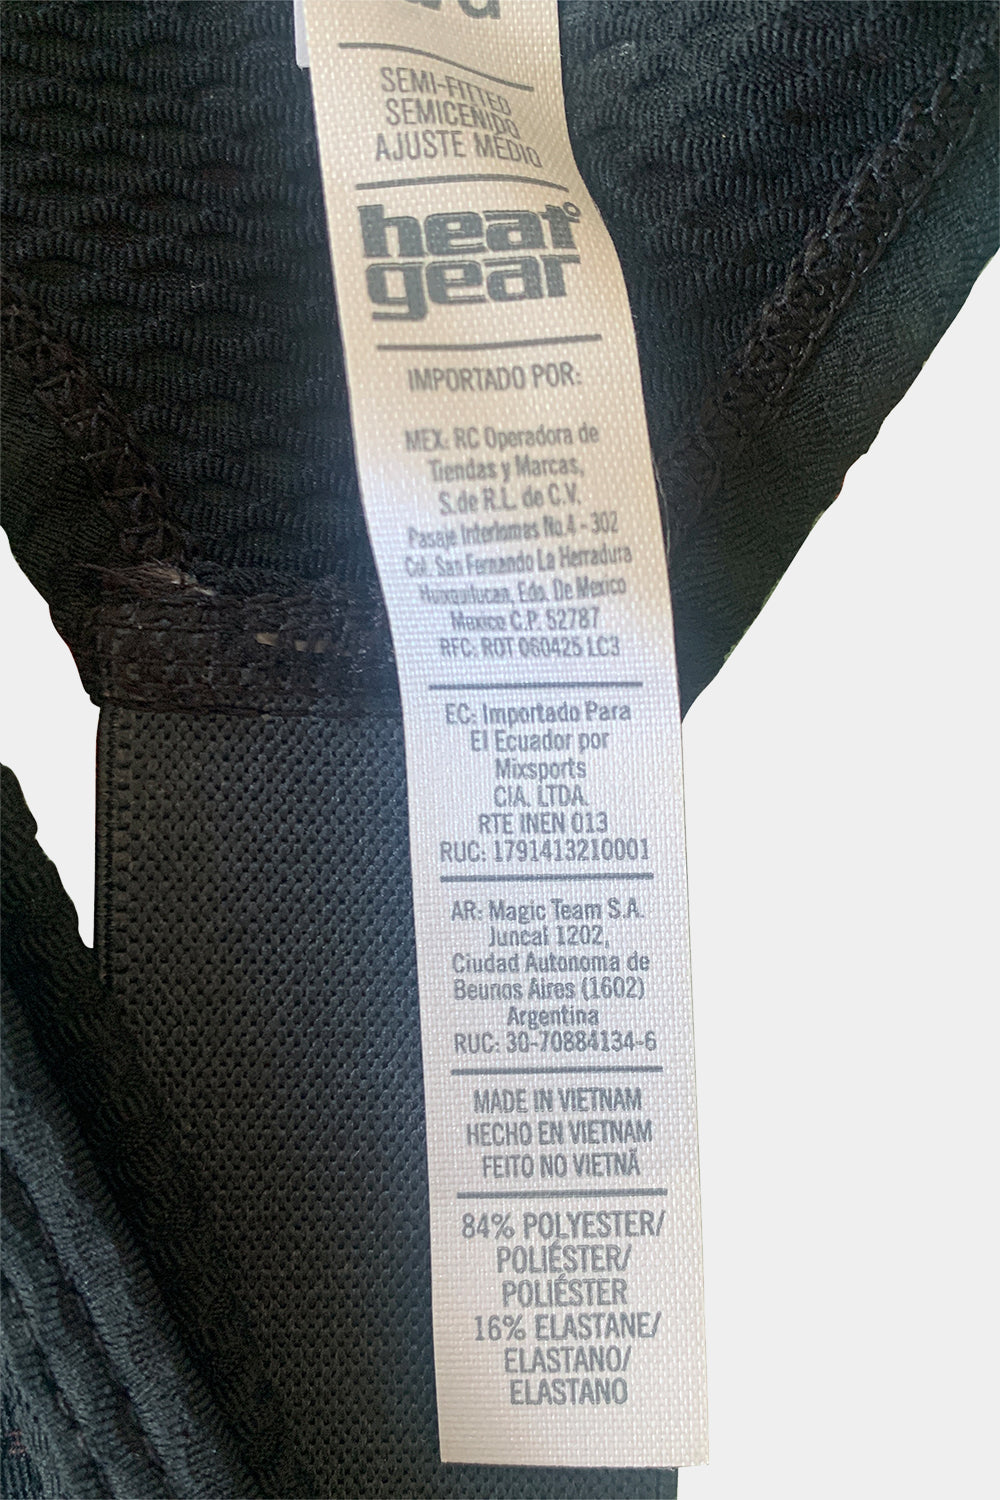 SEMI-FITTED
SEMICENIDO
AJUSTE MEDIO
heat
gear
IMPORTADO POR:
MEX: RC Operadora de
Tiendas y Marcas,
S.de R.L. de C.V.
Pasaje Interlomas No.4 - 302
Col. San Fernando La Herradura
Huixquilucan, Edo. De Mexico
Mexico C.P. 52787
RFC: ROT 060425 LC3
EC: Importado Para
El Ecuador por
Mixsports
CIA. LTDA.
RTE INEN 013
RUC: 1791413210001
AR: Magic Team S.A.
Juncal 1202,
Ciudad Autonoma de
Beunos Aires (1602)
Argentina
RUC: 30-70884134-6
MADE IN VIETNAM
HECHO EN VIETNAM
FEITO NO VIETNÃ
84% POLYESTER/
POLIÉSTER/
POLIÉSTER
16% ELASTANE/
ELASTANO/
ELASTANO